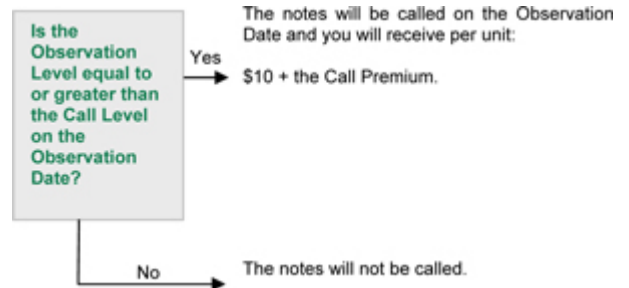 Is the
Observation
Level equal to
or greater than
the Call Level
on the
Observation
Date?
Yes
The notes will be called on the Observation
Date and you will receive per unit:
$10 + the Call Premium.
No
The notes will not be called.